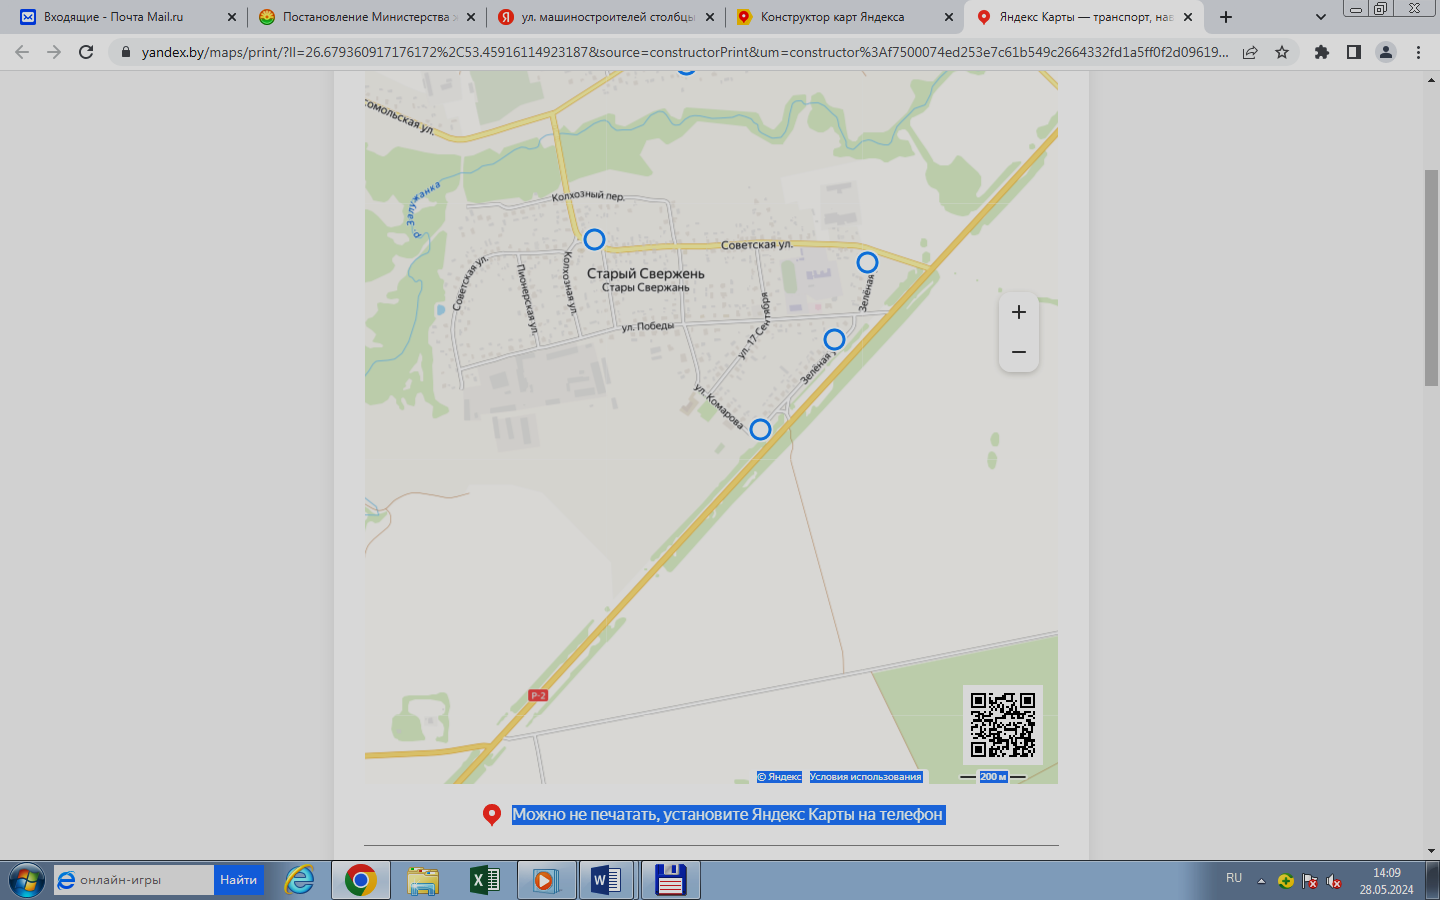 Входящие - Почта Mail.ru
Постановление Министерства
ул. машиностроителей столбцы
Конструктор карт Яндекса
Яндекс Карты — транспорт, нав
yandex.by/maps/print/?ll=26.679360917176172%2C53.45916114923187&source=constructorPrint&um=constructor%3Af7500074ed253e7c61b549c2664332fd1a5ff0f2d09619...
сомольская ул.
р. Залужанка
Колхозный пер.
Советская ул.
Советская ул.
Пионерская ул.
Колхозная ул.
Старый Свержень
Стары Свержань
Зелёная
ул. Победы
ул. 17 Сентября
Зелёная
ул. Комарова
Р-2
© Яндекс Условия использования
200 м
Можно не печатать, установите Яндекс Карты на телефон
онлайн-игры
Найти
RU
14:09
28.05.2024